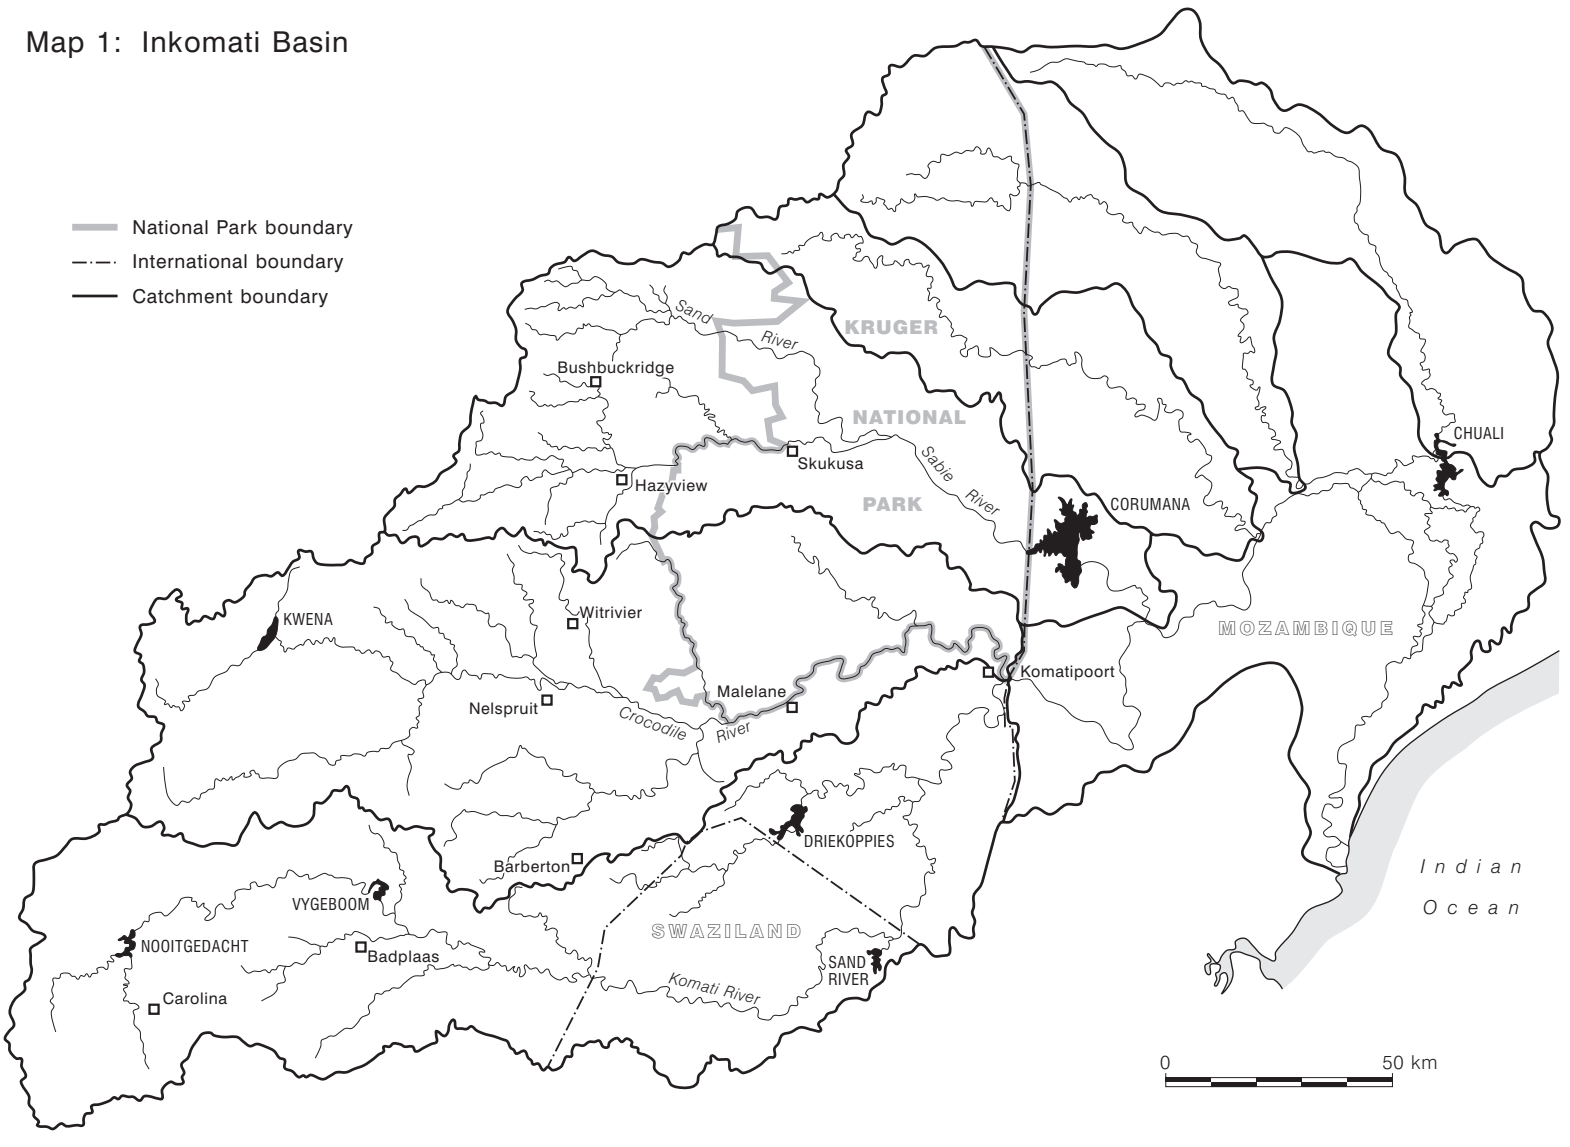 Map 1: Inkomati Basin
National Park boundary
International boundary
Catchment boundary
Sand
River
KRUGER
Bushbuckridge
NATIONAL
CHUALI
Skukusa
Sabie
River
Hazyview
PARK
CORUMANA
KWENA
Witrivier
MOZAMBIQUE
Komatipoort
Malelane
Nelspruit
Crocodile
River
DRIEKOPPIES
Barberton
Indian
Ocean
VYGEBOOM
SWAZILAND
NOOITGEDACHT
Badplaas
SAND
RIVER
Komati River
Carolina
0 50 km